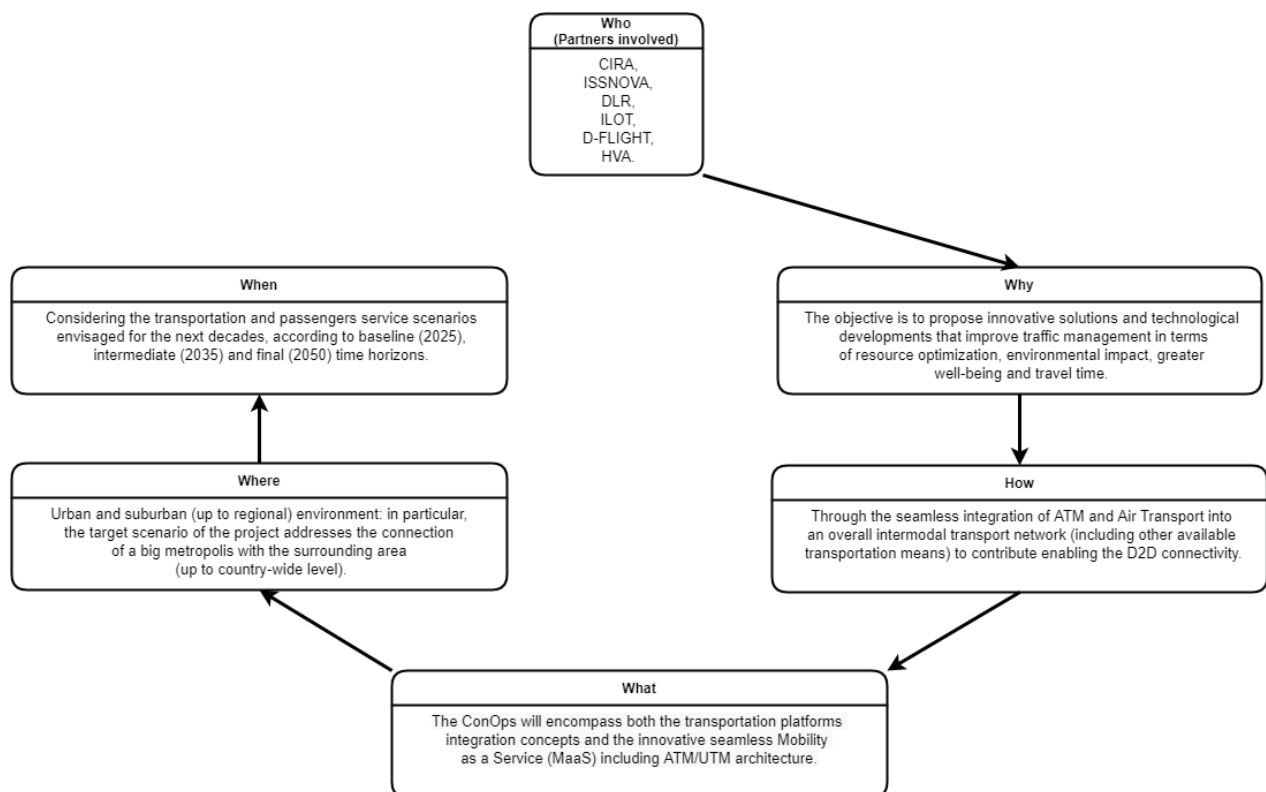 Who
(Partners involved)
CIRA,
ISSNOVA,
DLR,
ILOT,
D-FLIGHT,
HVA.
Why
The objective is to propose innovative solutions and technological
developments that improve traffic management in terms
of resource optimization, environmental impact, greater
well-being and travel time.
How
Through the seamless integration of ATM and Air Transport into
an overall intermodal transport network (including other available
transportation means) to contribute enabling the D2D connectivity.
What
The ConOps will encompass both the transportation platforms
integration concepts and the innovative seamless Mobility
as a Service (MaaS) including ATM/UTM architecture.
Where
Urban and suburban (up to regional) environment: in particular,
the target scenario of the project addresses the connection
of a big metropolis with the surrounding area
(up to country-wide level).
When
Considering the transportation and passengers service scenarios
envisaged for the next decades, according to baseline (2025),
intermediate (2035) and final (2050) time horizons.